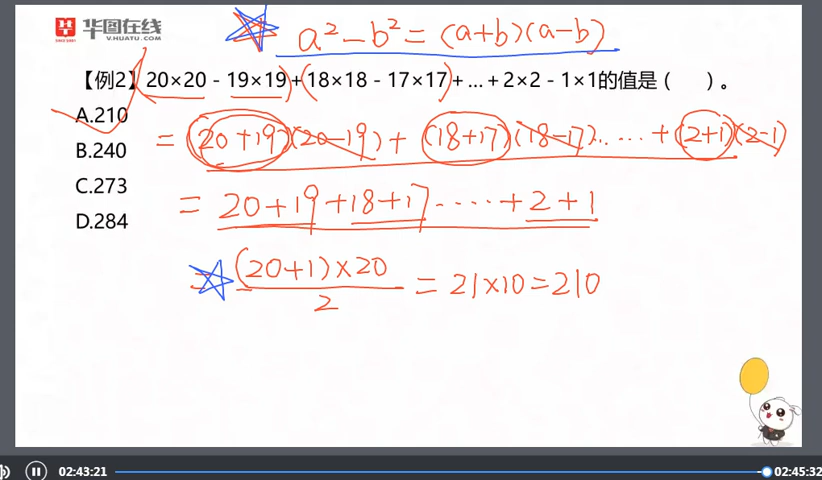 华图在线
V.HUATU.COM
a²-b²=(a+b)(a-b)
【例2】20×20 - 19×19+18×18 - 17×17+...+2×2 - 1×1的值是（　）。
A.210
=(20+19)(20-19)+(18+17)(18-17)......+(2+1)(2-1)
B.240
C.273
=20+19+18+17.....+2+1
D.284
=(20+1)×20/2=21×10=210
02:43:21
02:45:32